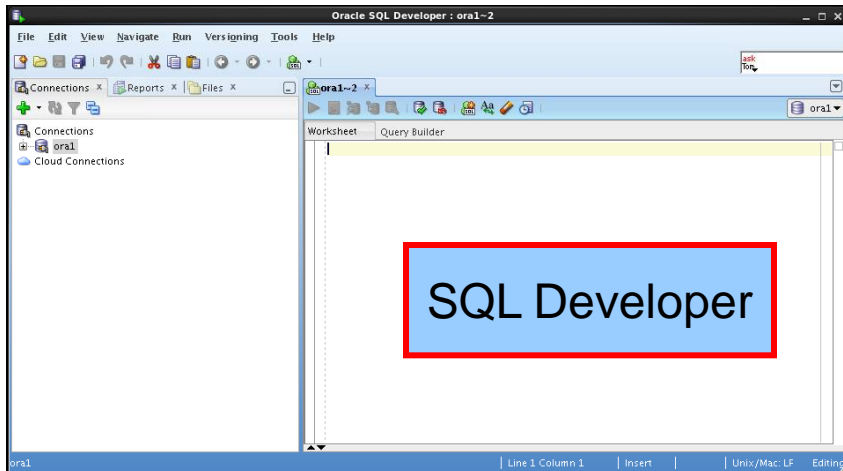 Oracle SQL Developer : ora1~2
File Edit View Navigate Run Versioning Tools Help
ask Tom
Connections Reports Files
ora1~2
ora1
Worksheet Query Builder
Connections
ora1
Cloud Connections
SQL Developer
ora1
Line 1 Column 1 Insert Unix/Mac: LF Editing